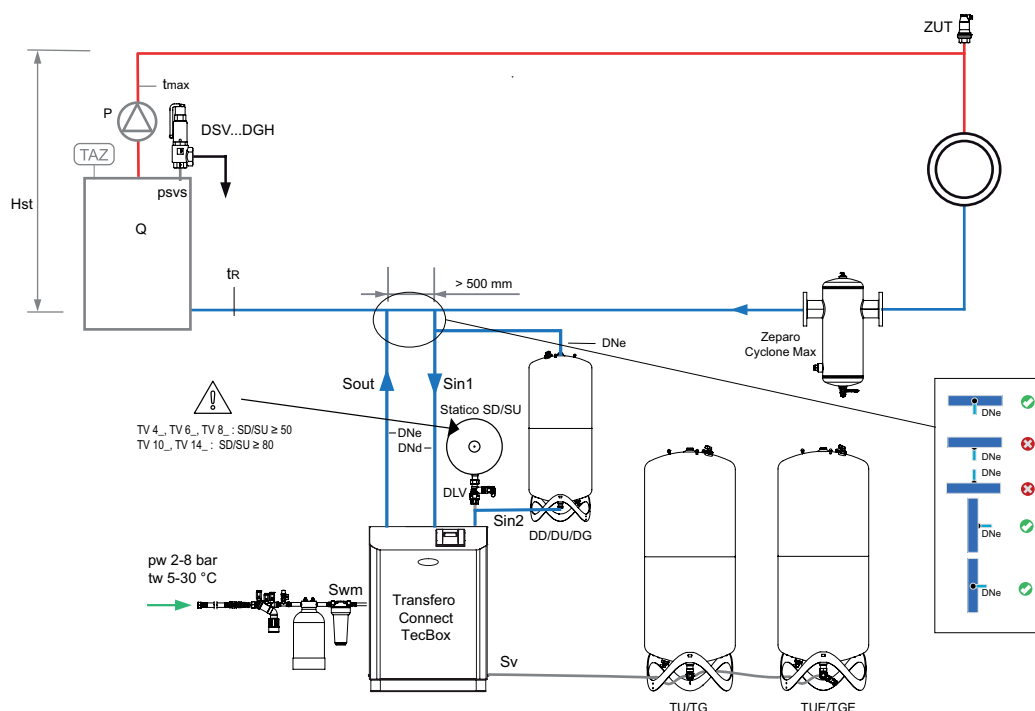 ZUT
tmax
P
DSV...DGH
TAZ
psvs
Hst
Q
tR
> 500 mm
DNe
Zeparo
Cyclone Max
Sout
Sin1
Statico SD/SU
TV 4_, TV 6_, TV 8_ : SD/SU ≥ 50
TV 10_, TV 14_ : SD/SU ≥ 80
DNe
DNd
DLV
Sin2
DD/DU/DG
DNe
DNe
DNe
DNe
DNe
pw 2-8 bar
tw 5-30 °C
Swm
Transfero
Connect
TecBox
Sv
TU/TG
TUE/TGE